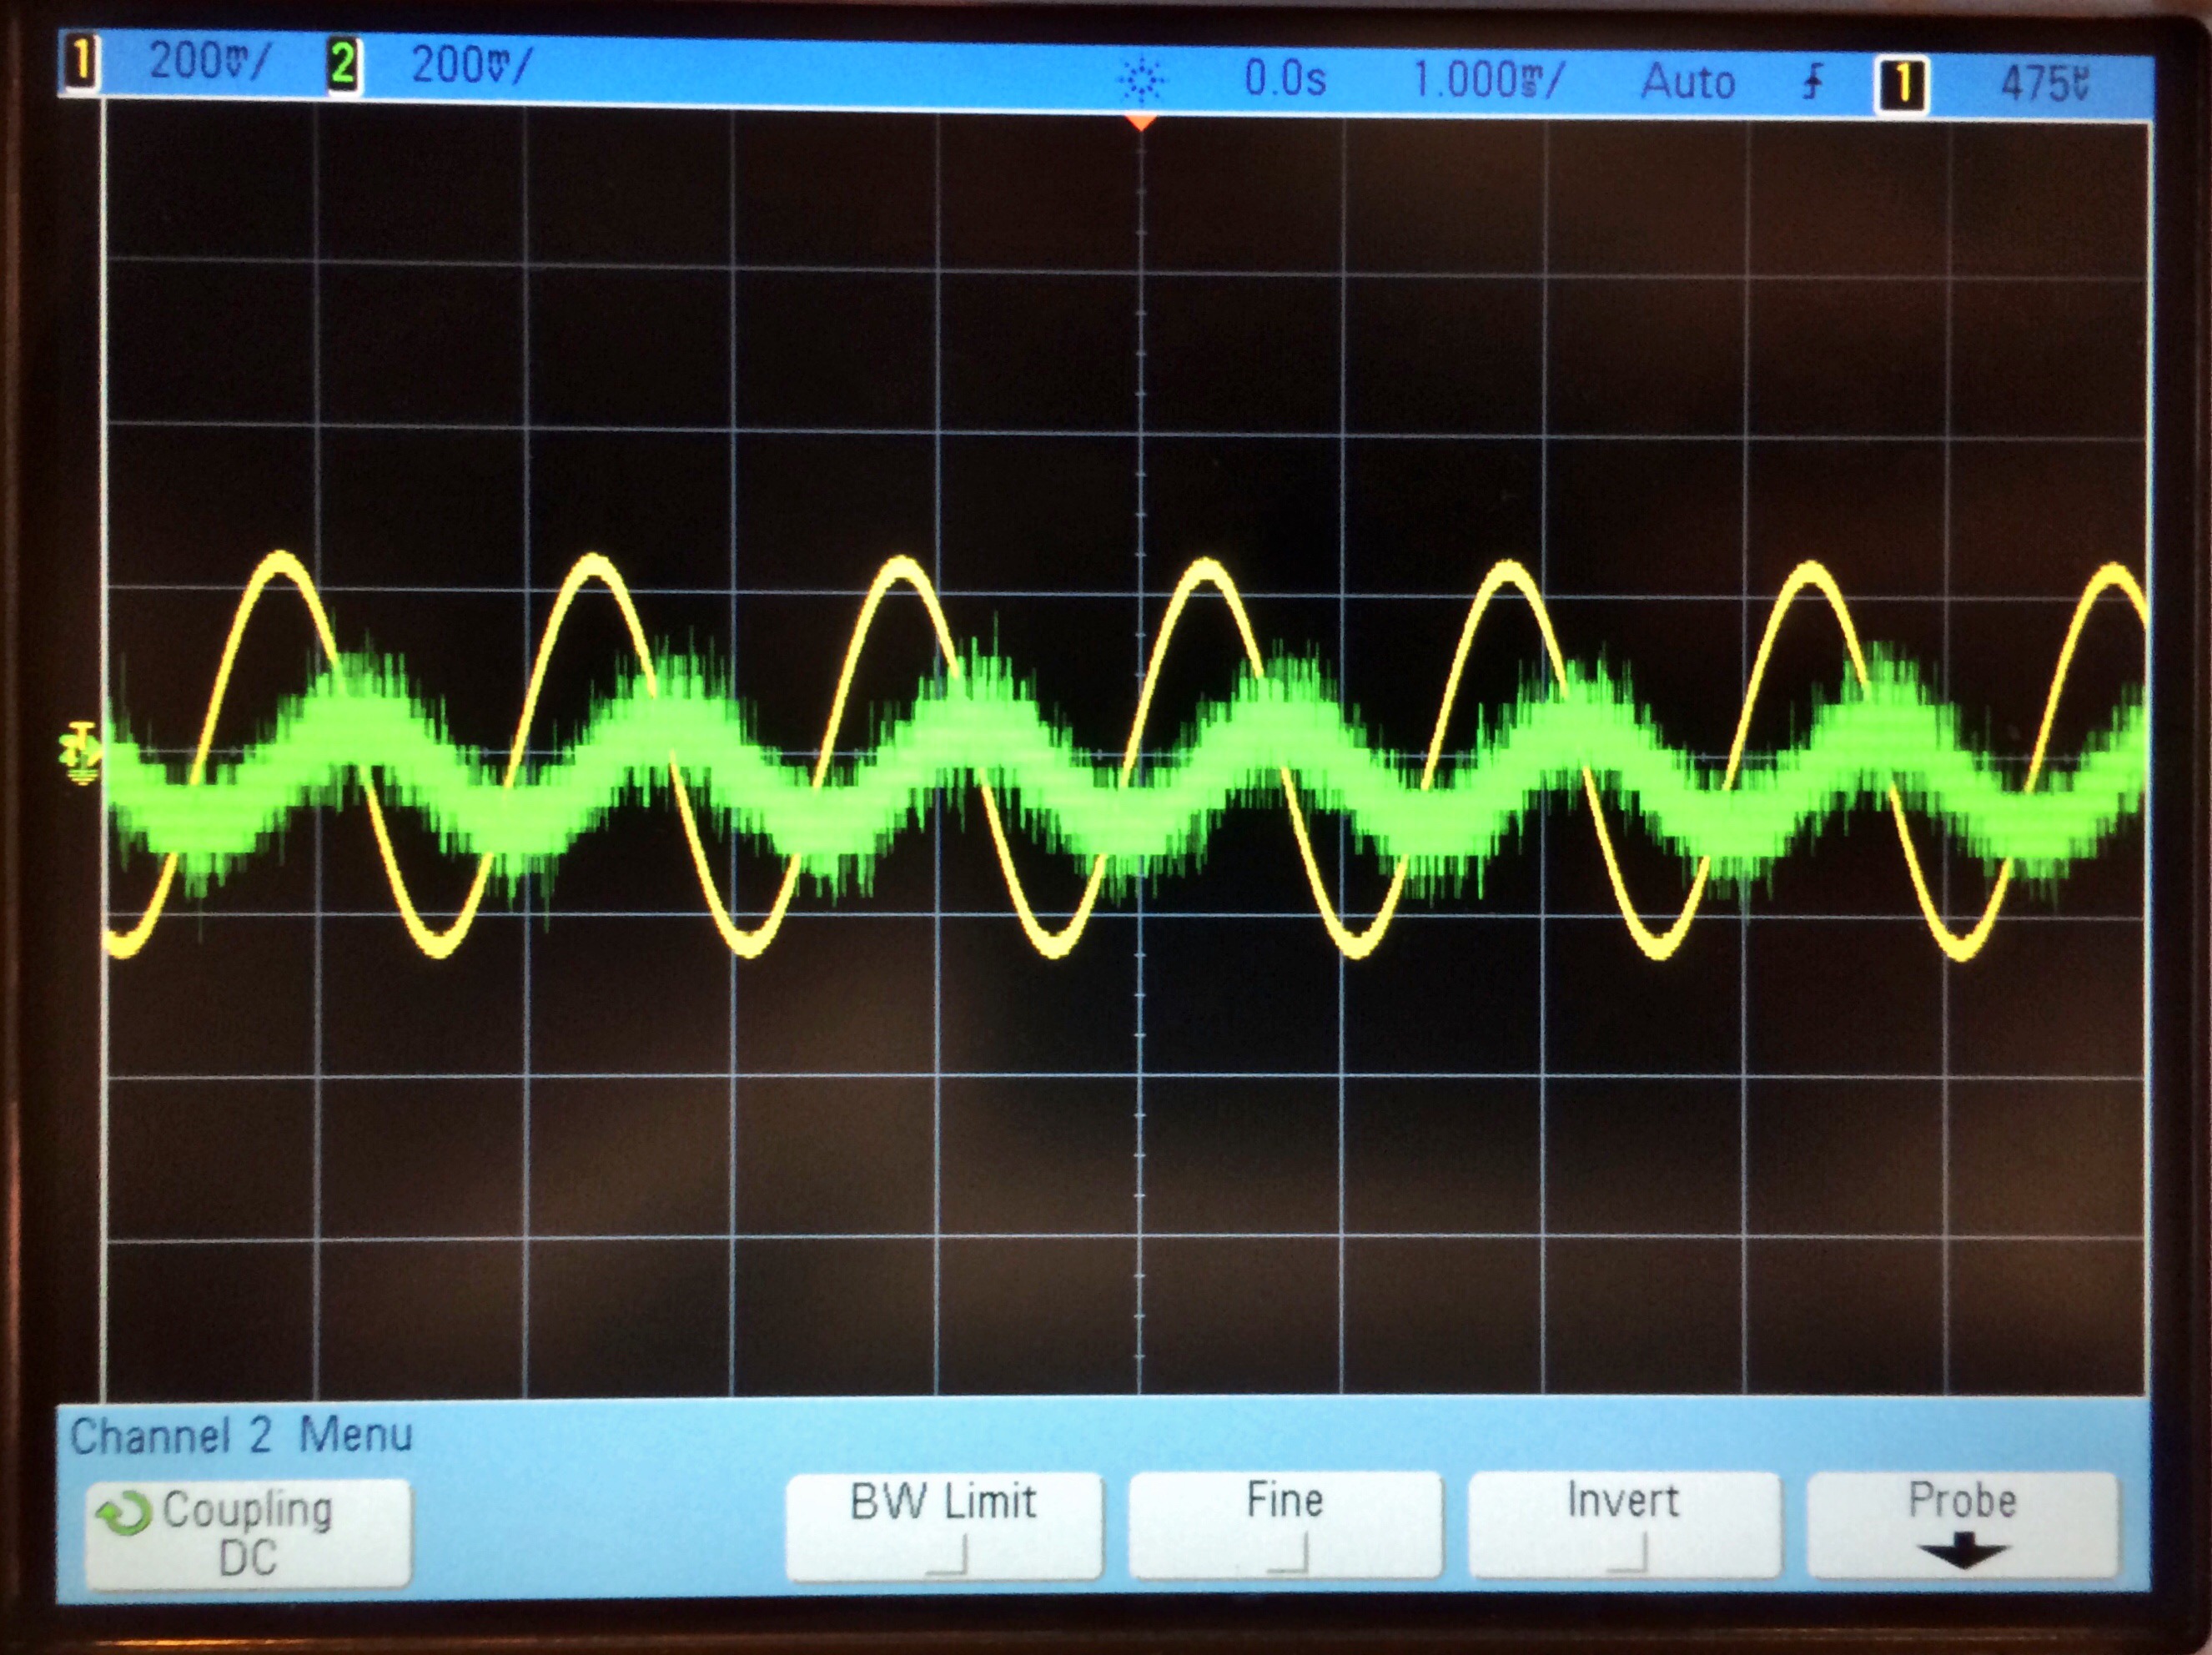 1 200mV/ 2 200mV/ 0.0s 1.000ms/ Auto 1
Channel 2 Menu
Coupling BW Limit Fine Invert Probe
DC